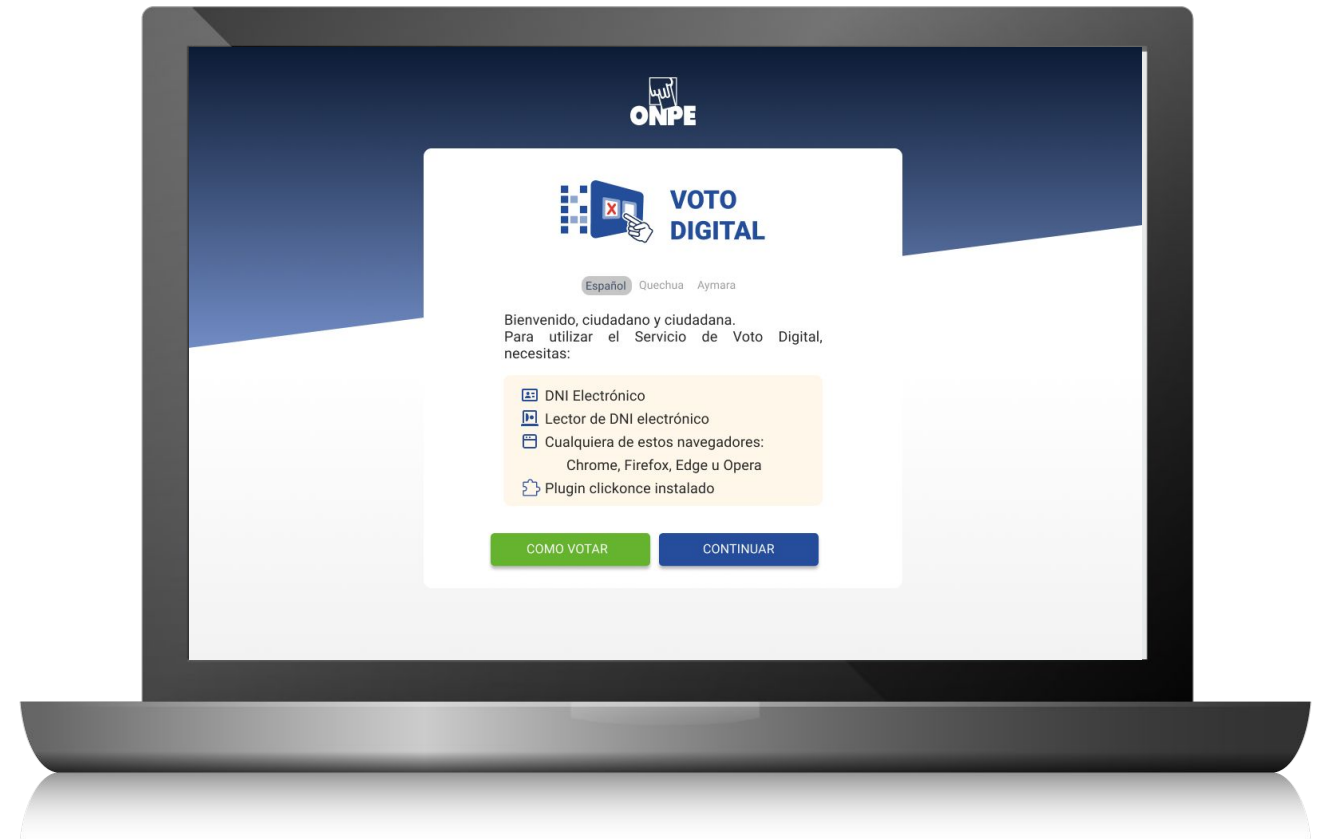 ONPE
VOTO
DIGITAL
Español Quechua Aymara
Bienvenido, ciudadano y ciudadana.
Para utilizar el Servicio de Voto Digital,
necesitas:
DNI Electrónico
Lector de DNI electrónico
Cualquiera de estos navegadores:
Chrome, Firefox, Edge u Opera
Plugin clickonce instalado
COMO VOTAR CONTINUAR